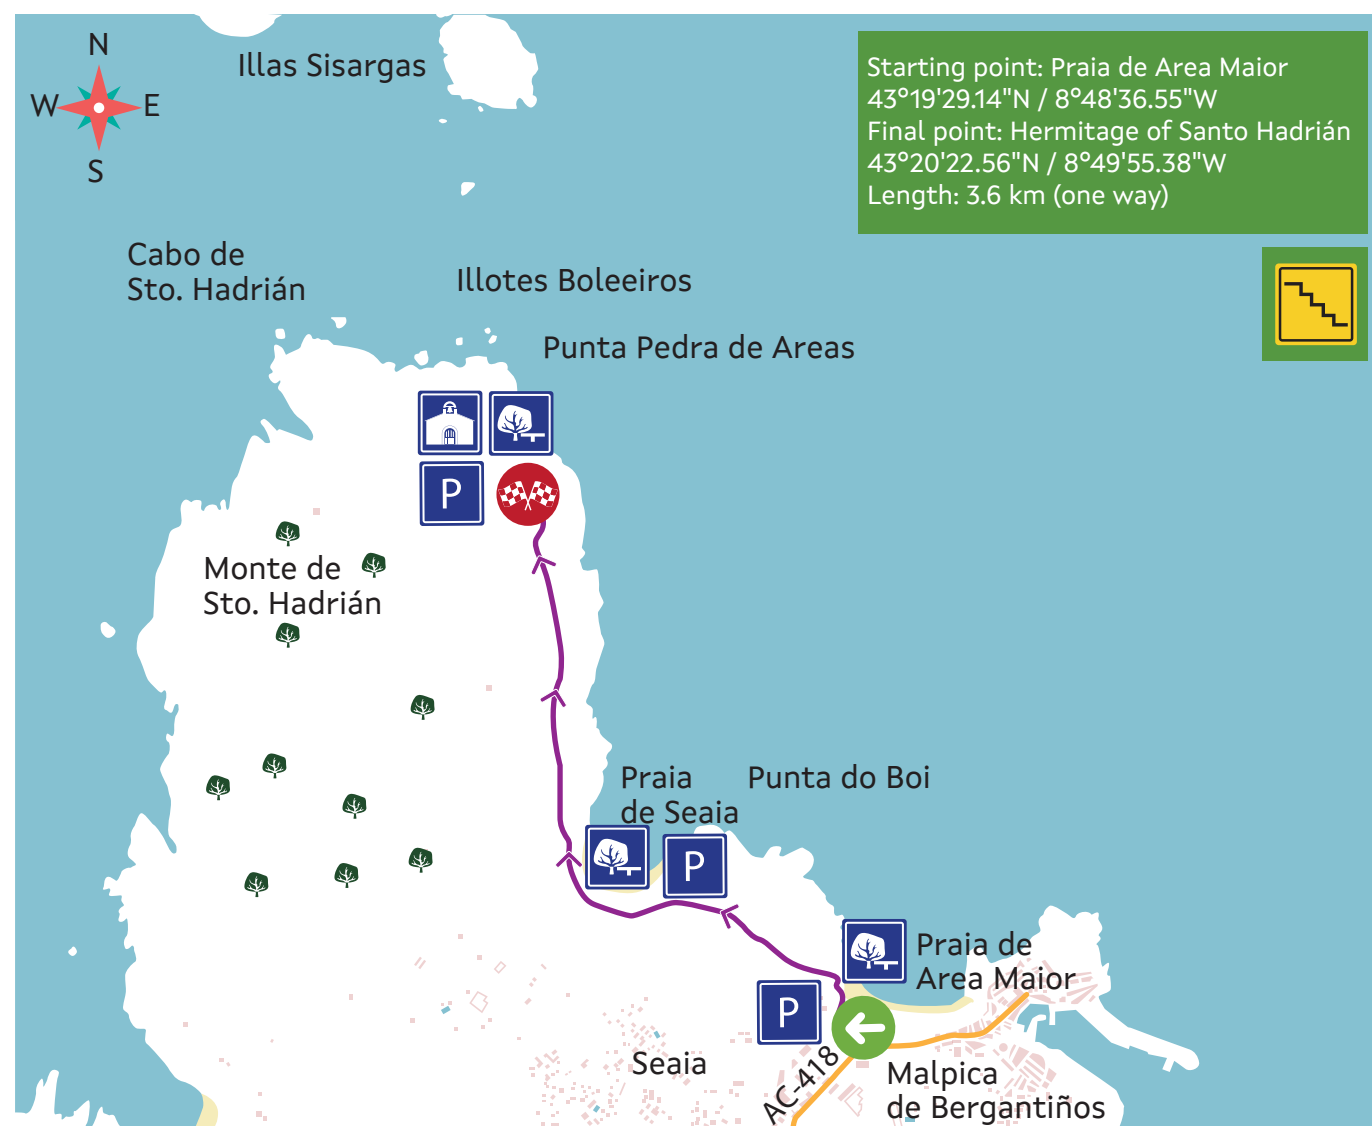 N
W
E
S
Illas Sisargas
Starting point: Praia de Area Maior
43°19'29.14"N / 8°48'36.55"W
Final point: Hermitage of Santo Hadrián
43°20'22.56"N / 8°49'55.38"W
Length: 3.6 km (one way)
Cabo de
Sto. Hadrián
Illotes Boleeiros
Punta Pedra de Areas
P
Monte de
Sto. Hadrián
Praia
de Seaia
Punta do Boi
P
Praia de
Area Maior
P
Seaia
AC-418
Malpica
de Bergantiños